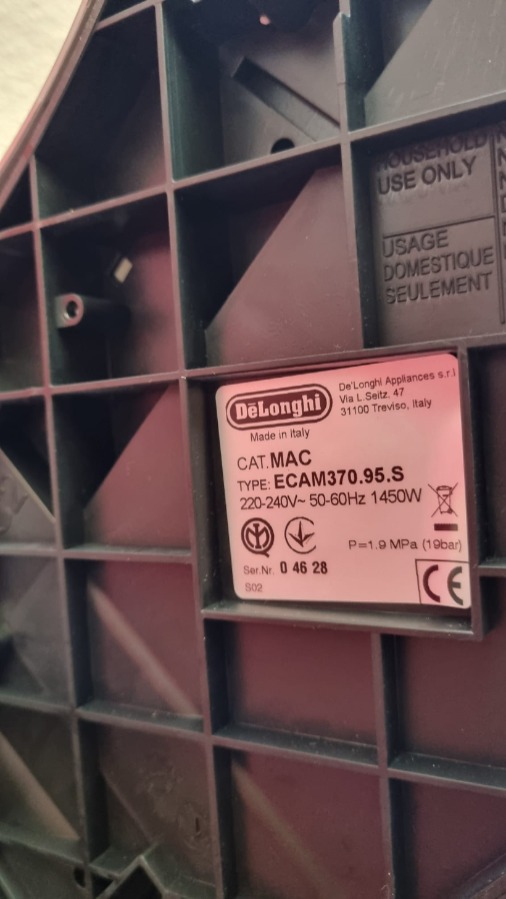 HOUSEHOLD
USE ONLY
USAGE
DOMESTIQUE
SEULEMENT
DeLonghi
De'Longhi Appliances s.r.l
Via L.Seitz. 47
31100 Treviso, Italy
Made in Italy
CAT.MAC
TYPE: ECAM370.95.S
220-240V~ 50-60Hz 1450W
P=1.9 MPa (19bar)
Ser.Nr. 0 46 28
S02
CE